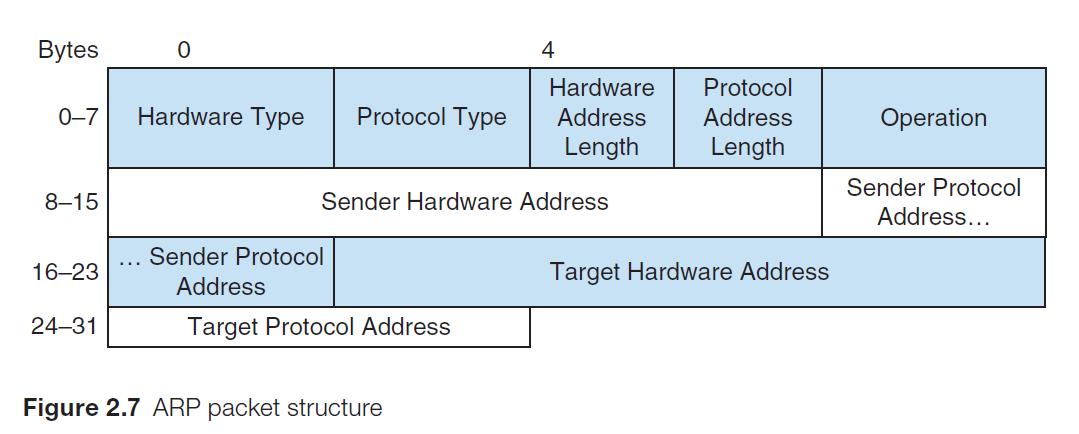 Bytes 0 4
0–7 Hardware Type Protocol Type Hardware Address Length Protocol Address Length Operation
8–15 Sender Hardware Address Sender Protocol Address…
16–23 … Sender Protocol Address Target Hardware Address
24–31 Target Protocol Address
Figure 2.7 ARP packet structure